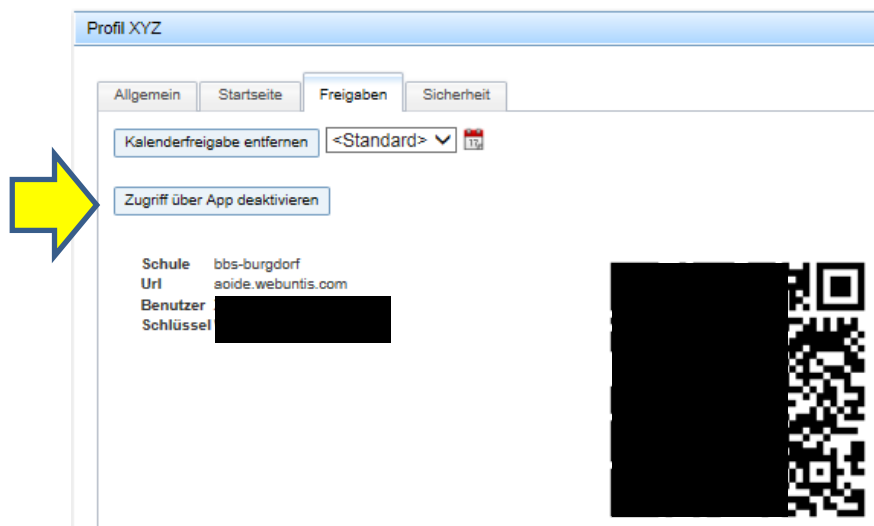 Profil XYZ
Allgemein Startseite Freigaben Sicherheit
Kalenderfreigabe entfernen <Standard>
Zugriff über App deaktivieren
Schule bbs-burgdorf
Url aoide.webuntis.com
Benutzer
Schlüssel